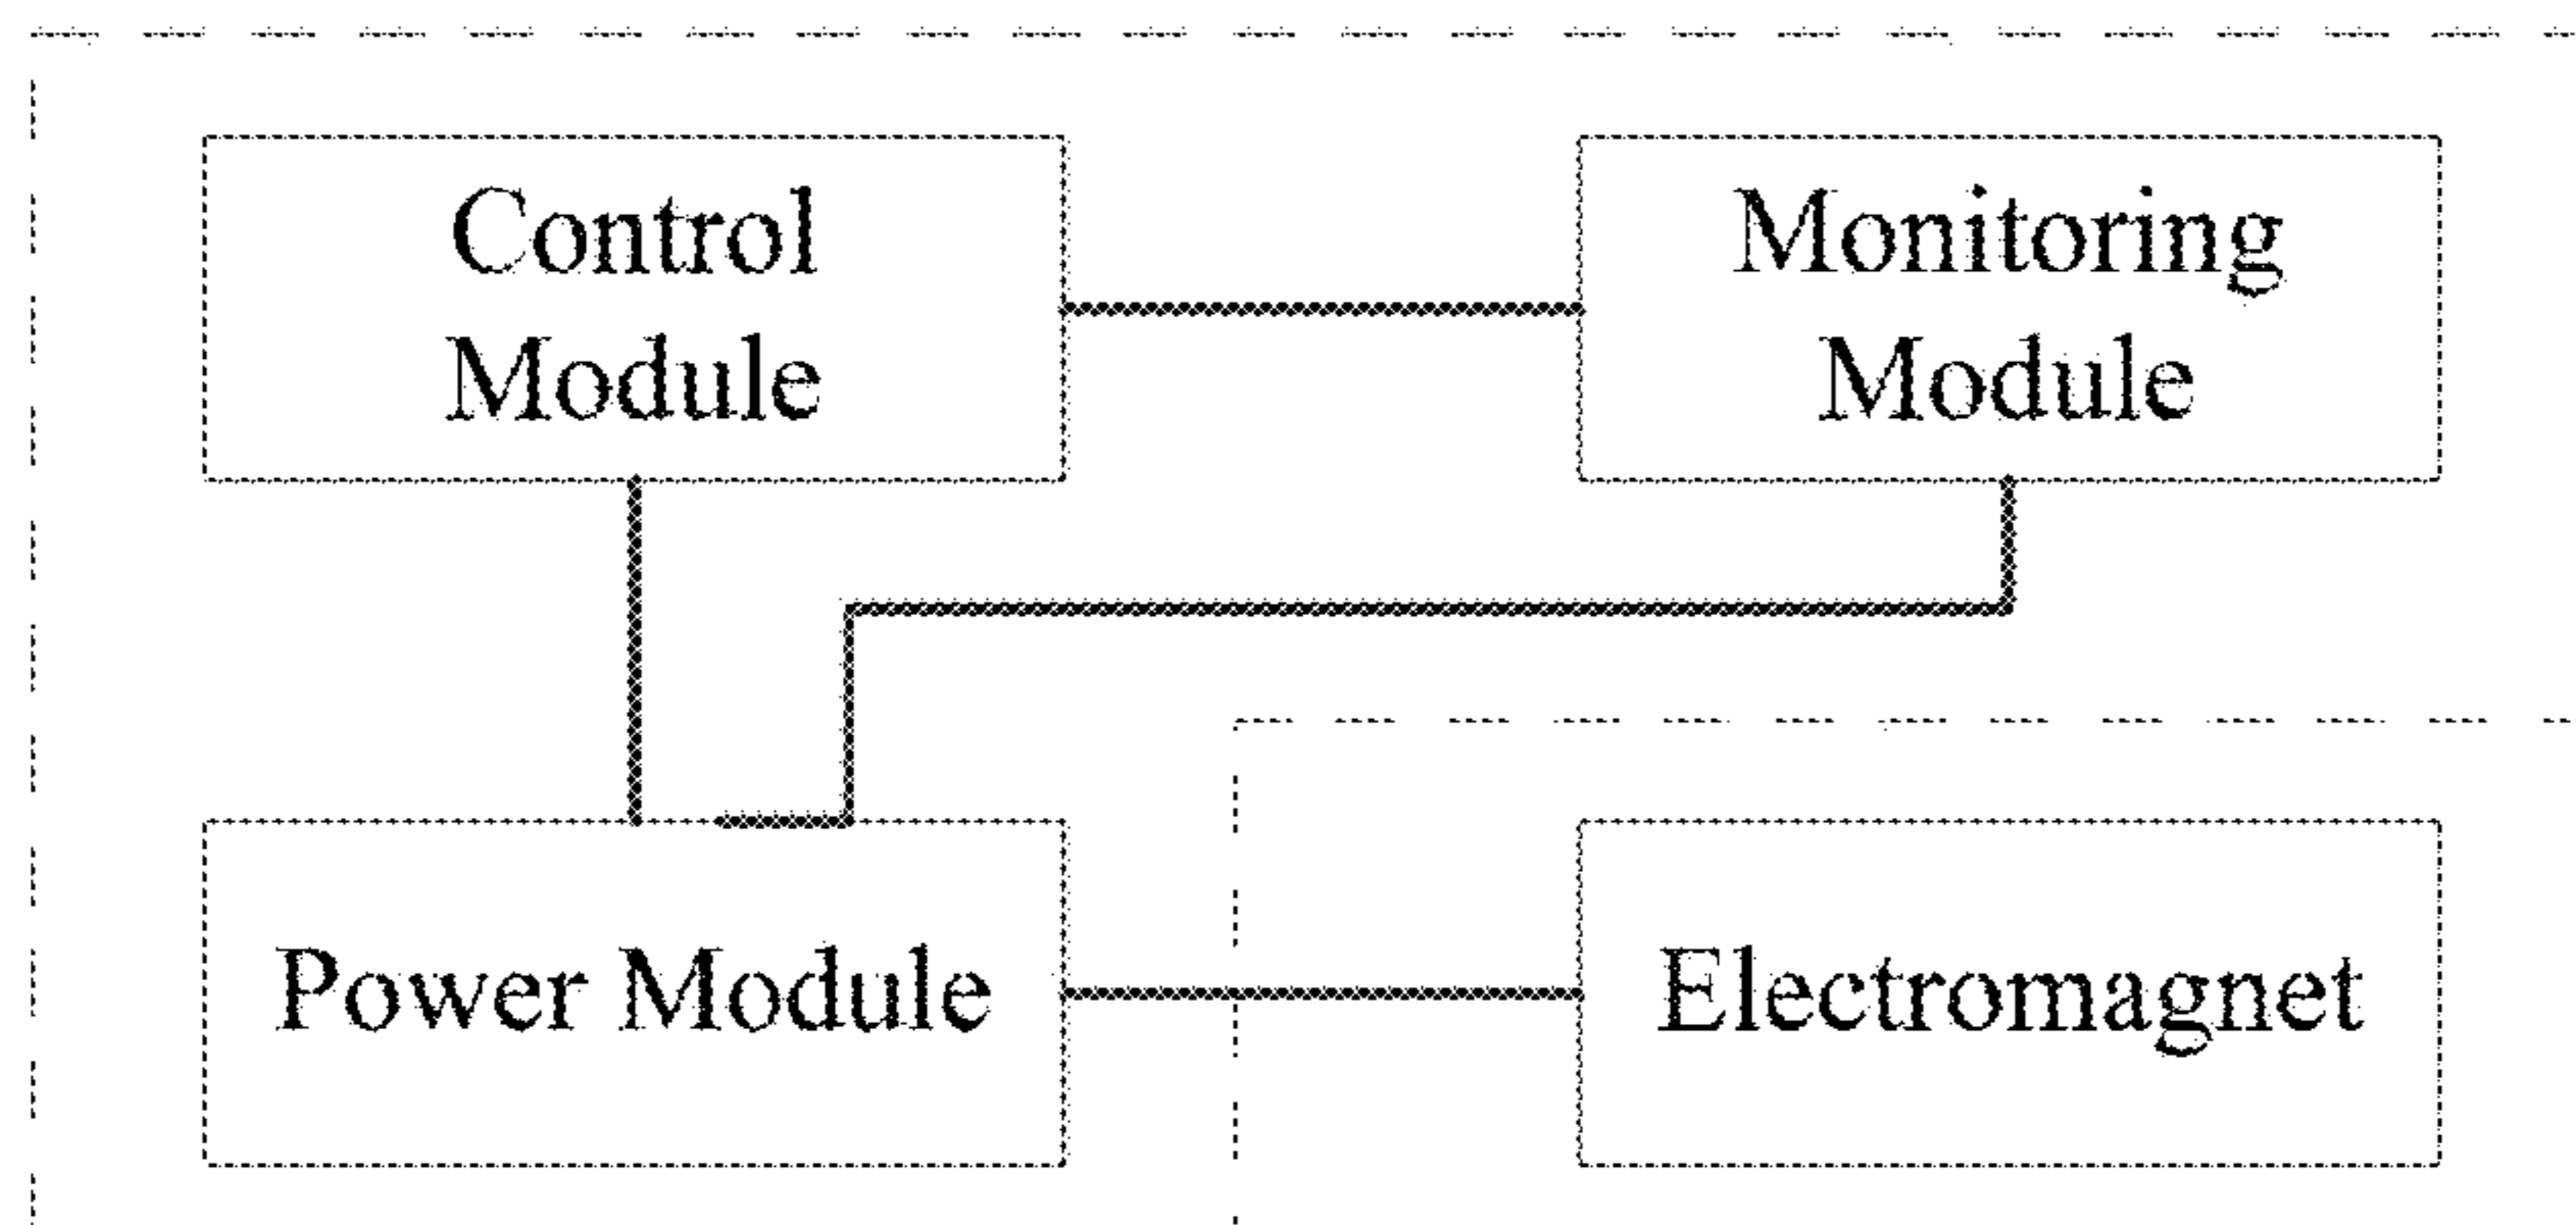 Control
Module
Monitoring
Module
Power Module
Electromagnet